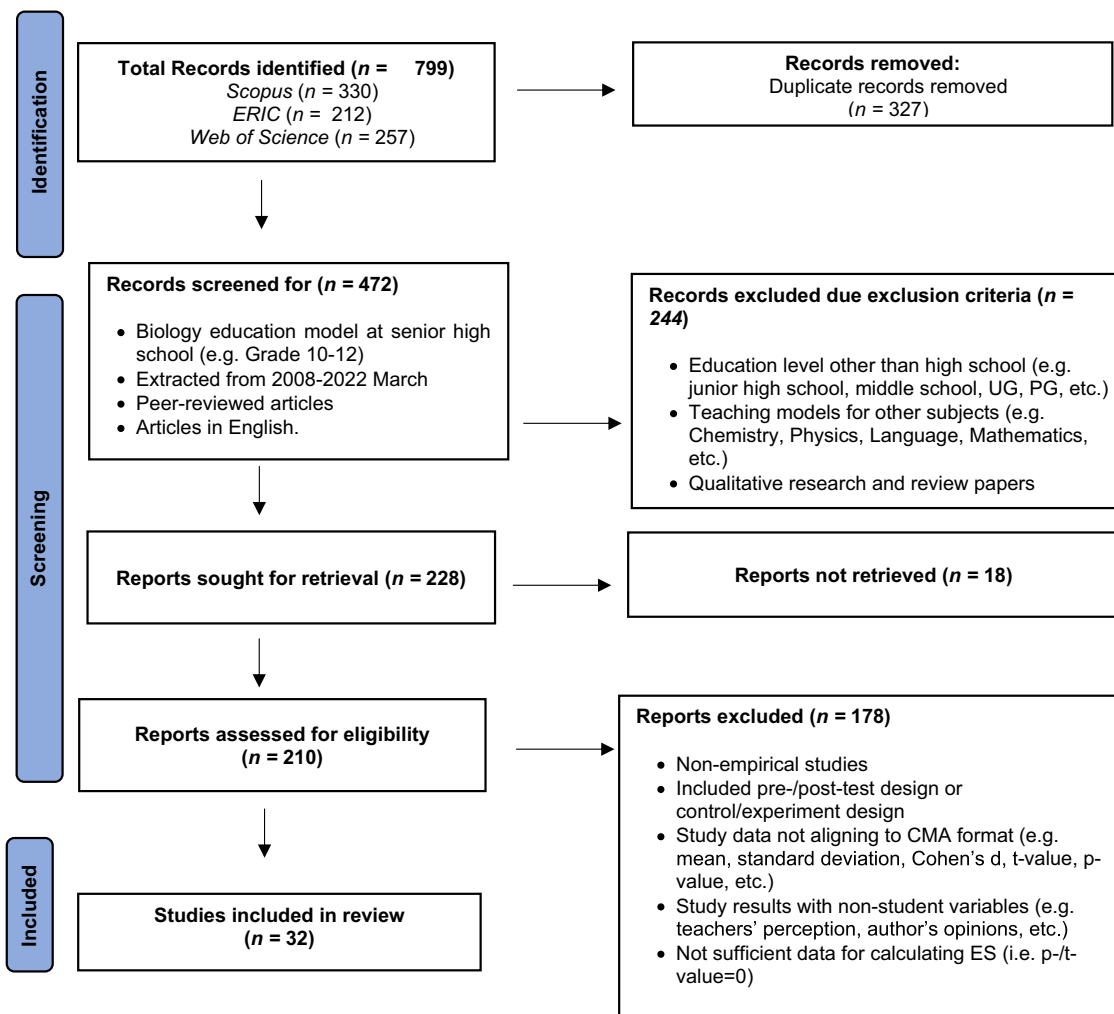 Identification
Total Records identified (n = 799)
Scopus (n = 330)
ERIC (n = 212)
Web of Science (n = 257)
Records removed:
Duplicate records removed
(n = 327)
Screening
Records screened for (n = 472)
• Biology education model at senior high
school (e.g. Grade 10-12)
• Extracted from 2008-2022 March
• Peer-reviewed articles
• Articles in English.
Records excluded due exclusion criteria (n =
244)
• Education level other than high school (e.g.
junior high school, middle school, UG, PG, etc.)
• Teaching models for other subjects (e.g.
Chemistry, Physics, Language, Mathematics,
etc.)
• Qualitative research and review papers
Reports sought for retrieval (n = 228)
Reports not retrieved (n = 18)
Reports assessed for eligibility
(n = 210)
Reports excluded (n = 178)
• Non-empirical studies
• Included pre-/post-test design or
control/experiment design
• Study data not aligning to CMA format (e.g.
mean, standard deviation, Cohen's d, t-value, p-
value, etc.)
• Study results with non-student variables (e.g.
teachers' perception, author's opinions, etc.)
• Not sufficient data for calculating ES (i.e. p-/t-
value=0)
Included
Studies included in review
(n = 32)